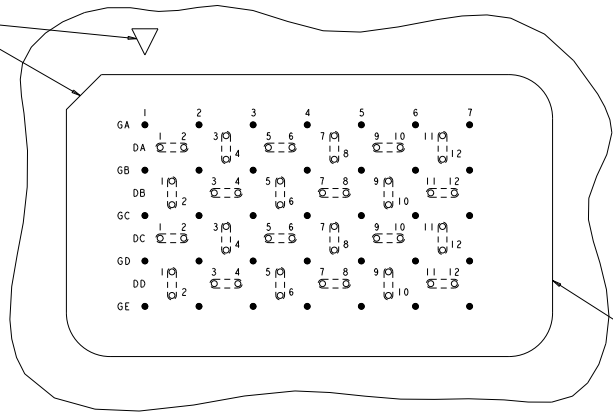 1 2 3 4 5 6 7
GA
DA 1 2 3 4 5 6 7 8 9 10 11 12
GB
DB 1 2 3 4 5 6 7 8 9 10 11 12
GC
DC 1 2 3 4 5 6 7 8 9 10 11 12
GD
DD 1 2 3 4 5 6 7 8 9 10 11 12
GE